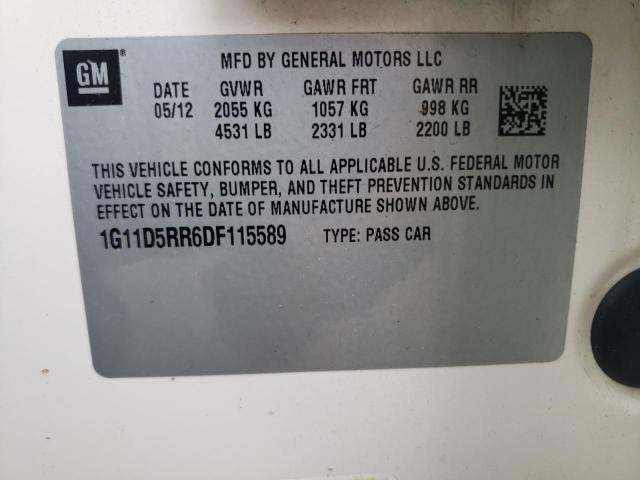 GM ®
MFD BY GENERAL MOTORS LLC
DATE GVWR GAWR FRT GAWR RR
05/12 2055 KG 1057 KG 998 KG
4531 LB 2331 LB 2200 LB
THIS VEHICLE CONFORMS TO ALL APPLICABLE U.S. FEDERAL MOTOR
VEHICLE SAFETY, BUMPER, AND THEFT PREVENTION STANDARDS IN
EFFECT ON THE DATE OF MANUFACTURE SHOWN ABOVE.
1G11D5RR6DF115589 TYPE: PASS CAR